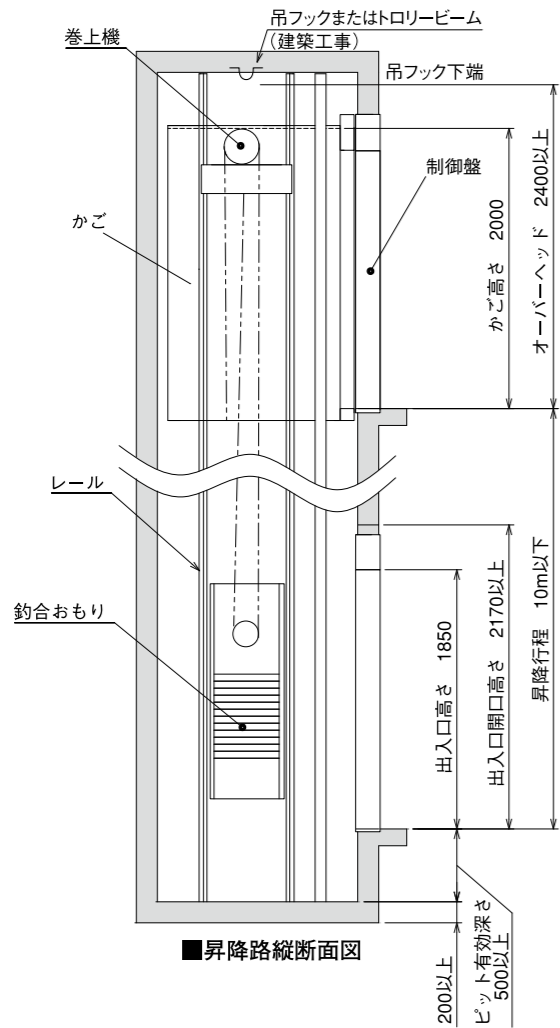 吊フックまたはトロリービーム
(建築工事)
巻上機
吊フック下端
制御盤
かご
かご高さ 2000
オーバーヘッド 2400以上
レール
釣合おもり
出入口高さ 1850
出入口開口高さ 2170以上
昇降行程 10m以下
200以上
ピット有効深さ
500以上
■昇降路縦断面図